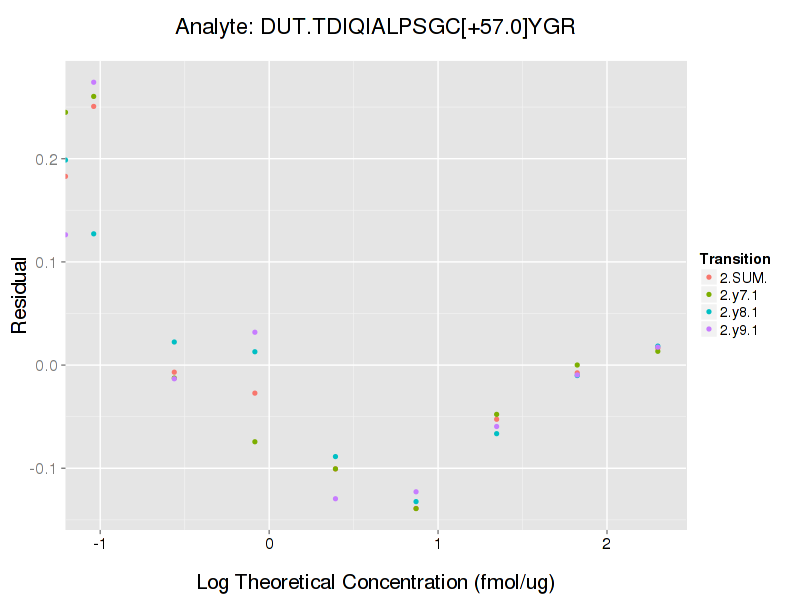 Analyte: DUT.TDIQIALPSGC[+57.0]YGR
Residual
0.2
0.1
0.0
-0.1
-1
0
1
2
Log Theoretical Concentration (fmol/ug)
Transition
2.SUM.
2.y7.1
2.y8.1
2.y9.1